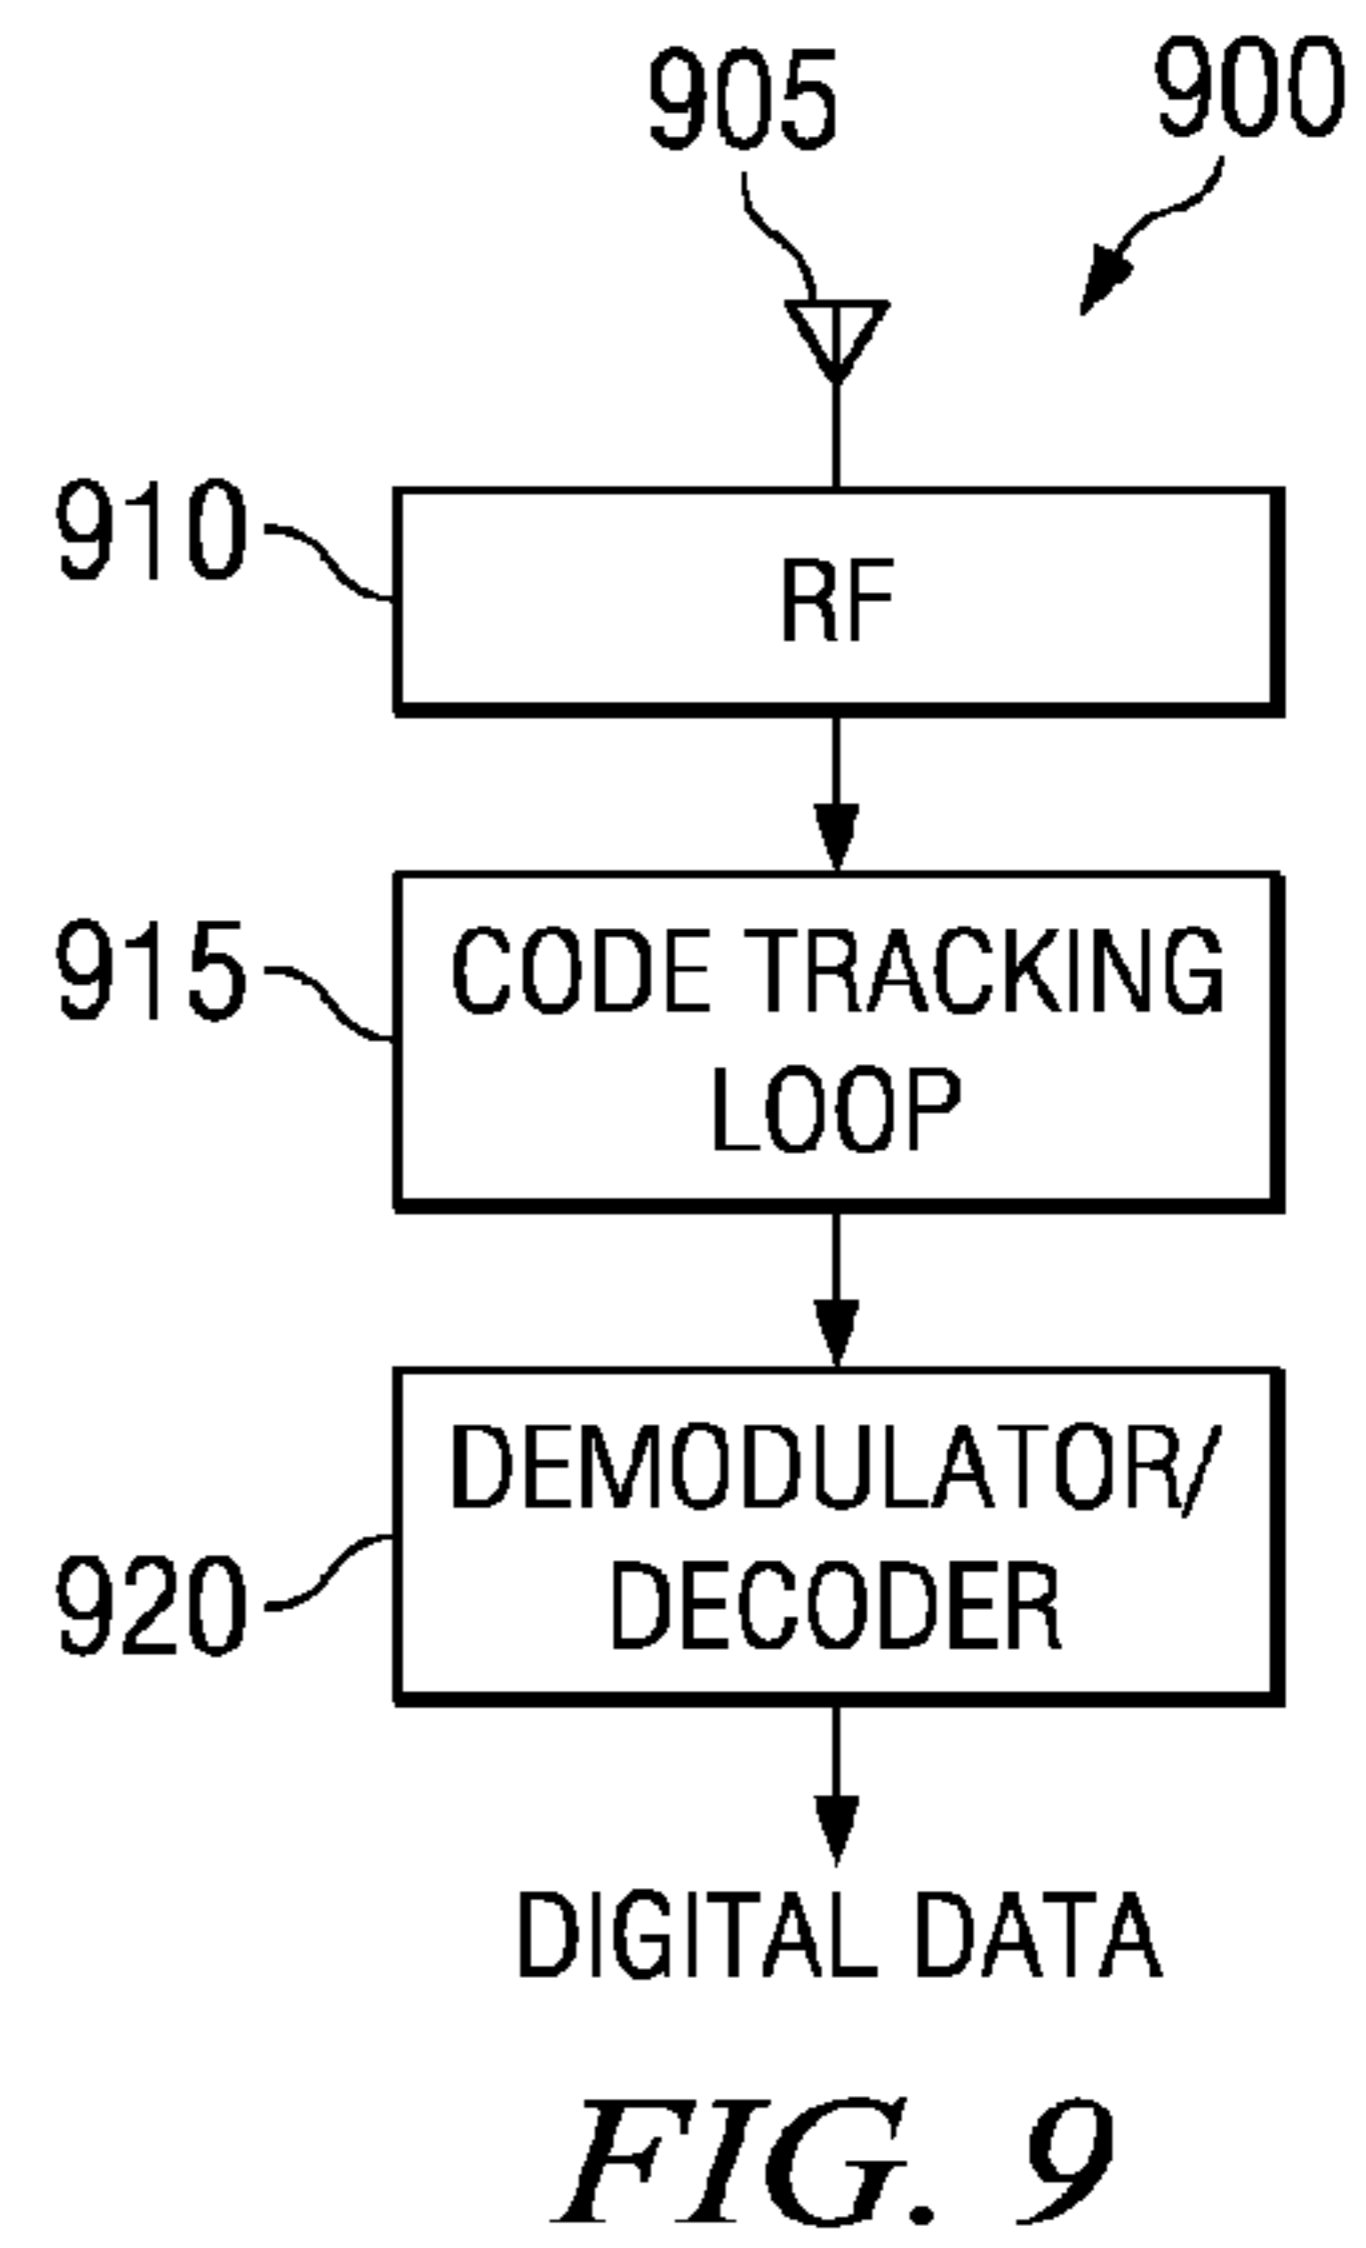 905
900
910
RF
915
CODE TRACKING
LOOP
DEMODULATOR/
920
DECODER
DIGITAL DATA
FIG. 9